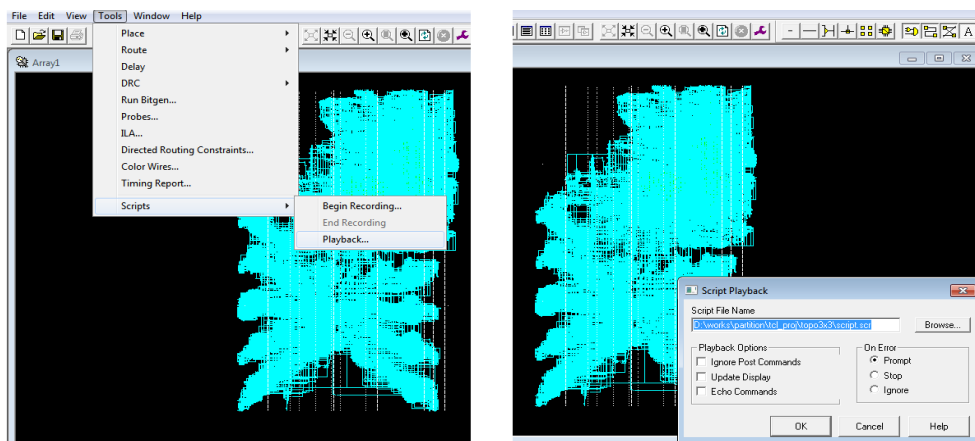 File Edit View Tools Window Help
Array1
Place
Route
Delay
DRC
Run Bitgen...
Probes...
ILA...
Directed Routing Constraints...
Color Wires...
Timing Report...
Scripts
Begin Recording...
End Recording
Playback...
A
Script Playback
Script File Name
D:\works\partition\tcl_proj\topo3x3\script.scr
Browse...
Playback Options
On Error
Ignore Post Commands
Prompt
Update Display
Stop
Echo Commands
Ignore
OK Cancel Help